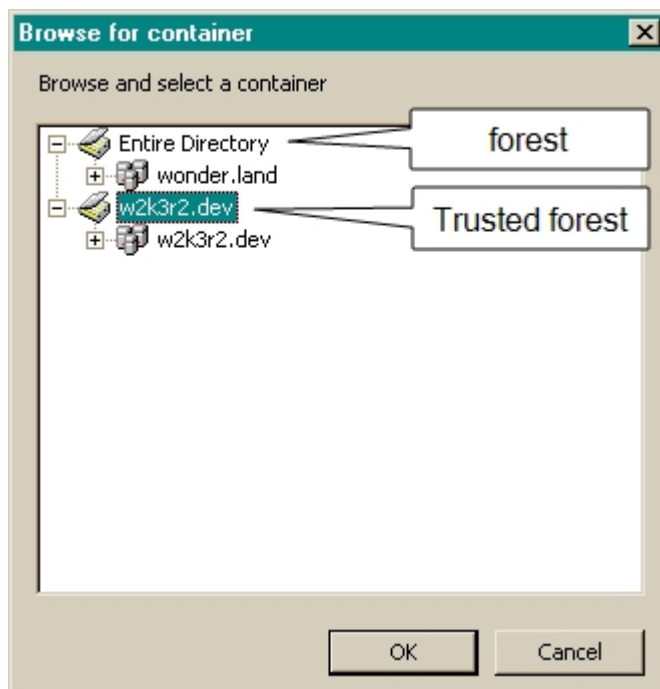 Browse for container
Browse and select a container
Entire Directory
forest
wonder.land
w2k3r2.dev
Trusted forest
w2k3r2.dev
OK
Cancel